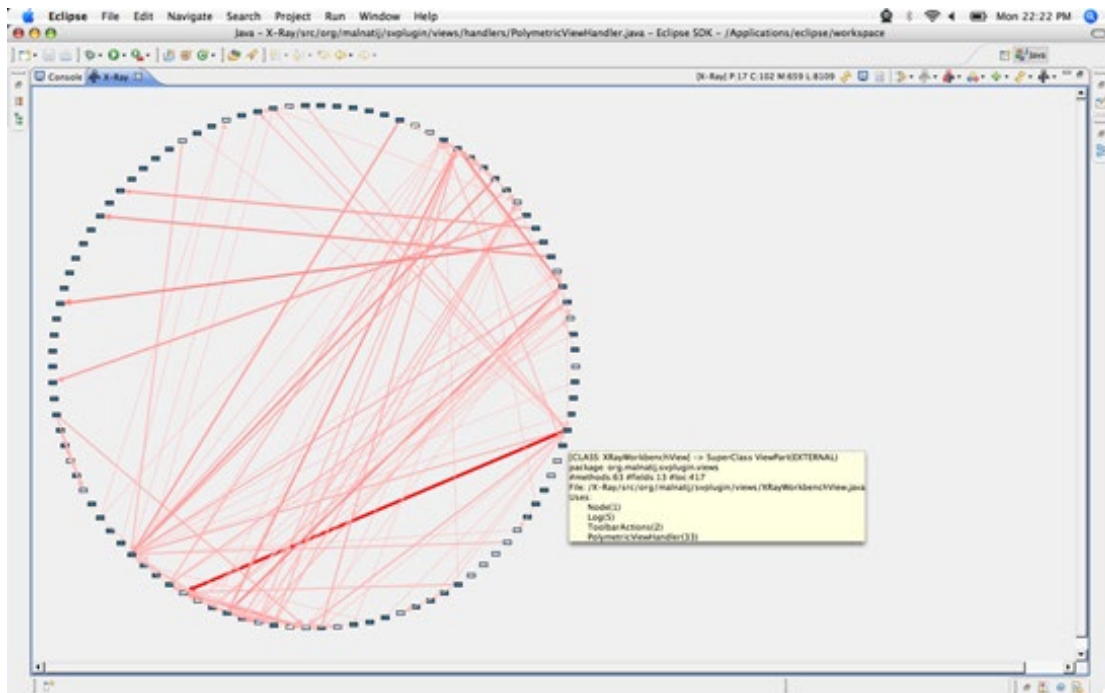 Eclipse File Edit Navigate Search Project Run Window Help
Mon 22:22 PM
Java - X-Ray/src/org/malnatij/svplugin/views/handlers/PolymetricViewHandler.java - Eclipse SDK - /Applications/eclipse/workspace
Java
Console X-Ray
[X-Ray] P:17 C:102 M:659 L:8109
[CLASS: XRayWorkbenchView] -> SuperClass ViewPart(EXTERNAL)
package: org.malnatij.svplugin.views
#methods:63 #fields:13 #loc:417
File: /X-Ray/src/org/malnatij/svplugin/views/XRayWorkbenchView.java
Uses:
Node(1)
Log(5)
ToolbarActions(2)
PolymetricViewHandler(33)